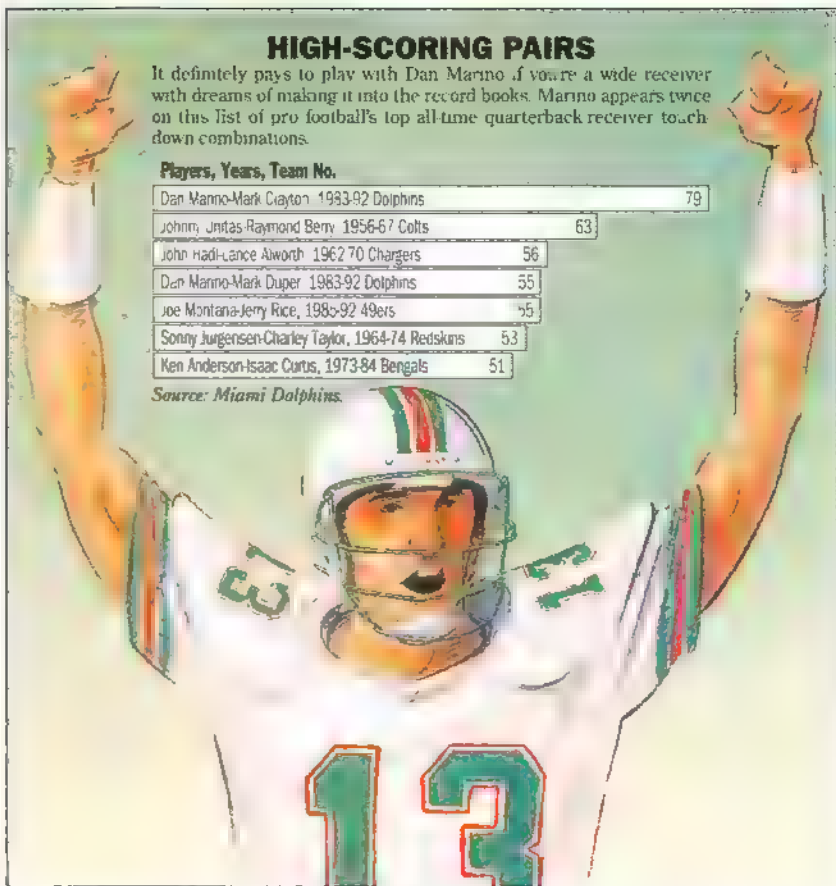 HIGH-SCORING PAIRS
It definitely pays to play with Dan Marino if you're a wide receiver
with dreams of making it into the record books. Marino appears twice
on this list of pro football's top all-time quarterback-receiver touch-
down combinations.
Players, Years, Team No.
Dan Marino-Mark Clayton 1983-92 Dolphins 79
Johnny Unitas-Raymond Berry 1956-67 Colts 63
John Hadl-Lance Alworth 1962-70 Chargers 56
Dan Marino-Mark Duper 1983-92 Dolphins 55
Joe Montana-Jerry Rice, 1985-92 49ers 55
Sonny Jurgensen-Charley Taylor, 1964-74 Redskins 53
Ken Anderson-Isaac Curtis, 1973-84 Bengals 51
Source: Miami Dolphins.
13
13
13